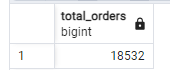 total_orders
bigint
1 18532